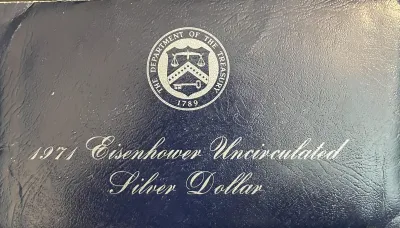 THE DEPARTMENT OF THE TREASURY
1789
1971 Eisenhower Uncirculated
Silver Dollar